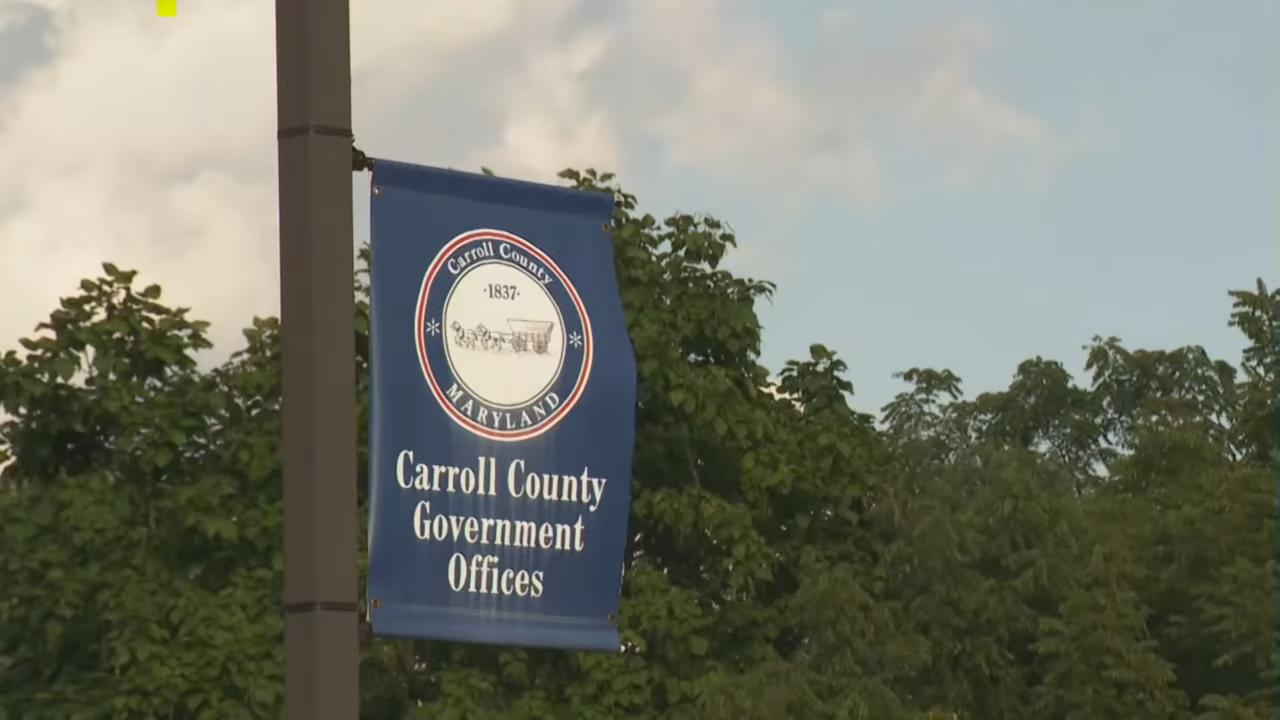 Carroll County
·1837·
MARYLAND
Carroll County
Government
Offices